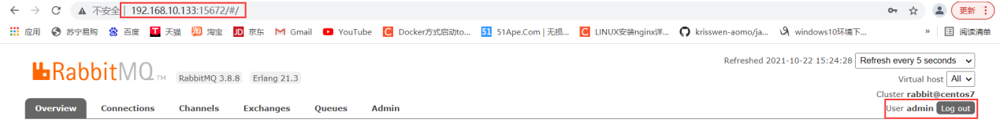 不安全 | 192.168.10.133:15672/#/ 更新
应用 苏宁易购 百度 天猫 淘宝 京东 Gmail YouTube Docker方式启动to... 51Ape.Com | 无损... LINUX安装nginx详... krisswen-aomo/ja... windows10环境下... » 阅读清单
Refreshed 2021-10-22 15:24:28 Refresh every 5 seconds
RabbitMQ TM RabbitMQ 3.8.8 Erlang 21.3
Virtual host All
Cluster rabbit@centos7
User admin Log out
Overview Connections Channels Exchanges Queues Admin